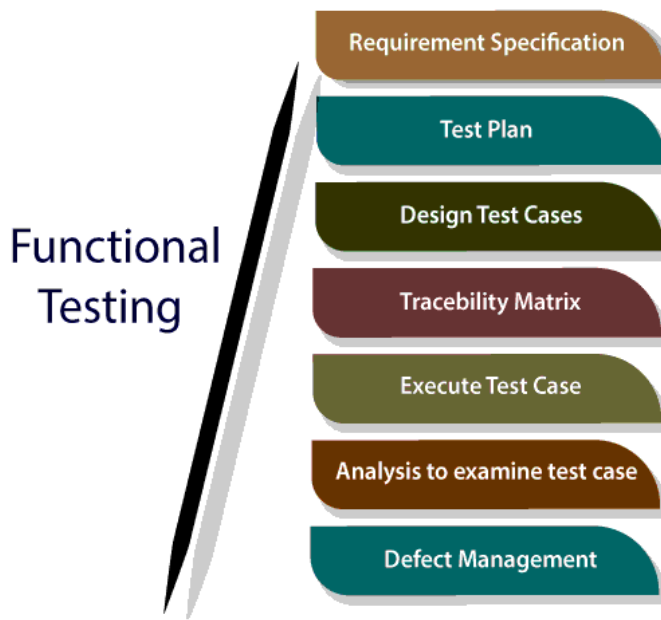 Functional
Testing
Requirement Specification
Test Plan
Design Test Cases
Tracebility Matrix
Execute Test Case
Analysis to examine test case
Defect Management